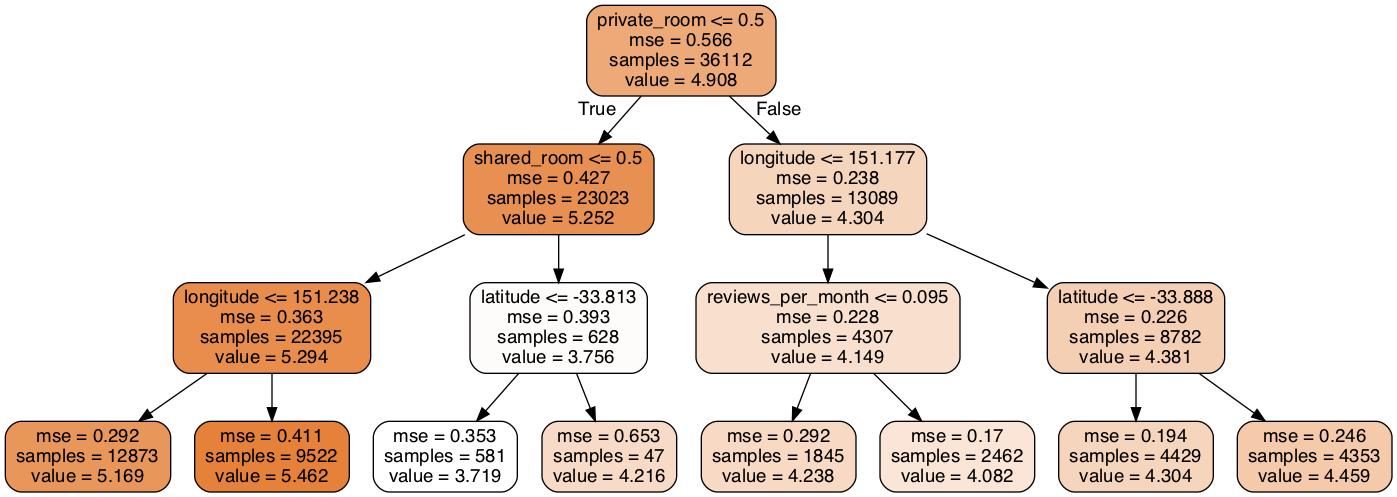 private_room <= 0.5
mse = 0.566
samples = 36112
value = 4.908
True
False
shared_room <= 0.5
mse = 0.427
samples = 23023
value = 5.252
longitude <= 151.177
mse = 0.238
samples = 13089
value = 4.304
longitude <= 151.238
mse = 0.363
samples = 22395
value = 5.294
latitude <= -33.813
mse = 0.393
samples = 628
value = 3.756
reviews_per_month <= 0.095
mse = 0.228
samples = 4307
value = 4.149
latitude <= -33.888
mse = 0.226
samples = 8782
value = 4.381
mse = 0.292
samples = 12873
value = 5.169
mse = 0.411
samples = 9522
value = 5.462
mse = 0.353
samples = 581
value = 3.719
mse = 0.653
samples = 47
value = 4.216
mse = 0.292
samples = 1845
value = 4.238
mse = 0.17
samples = 2462
value = 4.082
mse = 0.194
samples = 4429
value = 4.304
mse = 0.246
samples = 4353
value = 4.459